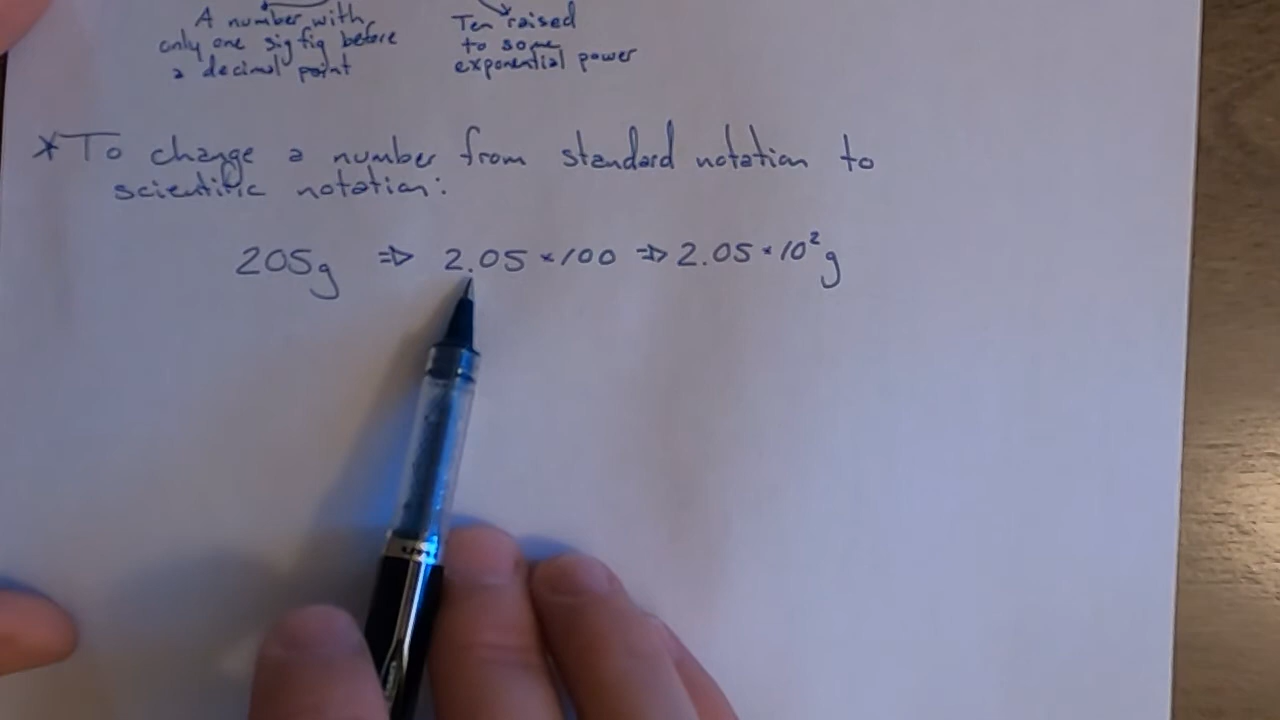 A number with
only one sig fig before
a decimal point
Ten raised
to some
exponential power
*To change a number from standard notation to
scientific notation:
205g ⇒ 2.05 × 100 ⇒ 2.05 × 10² g